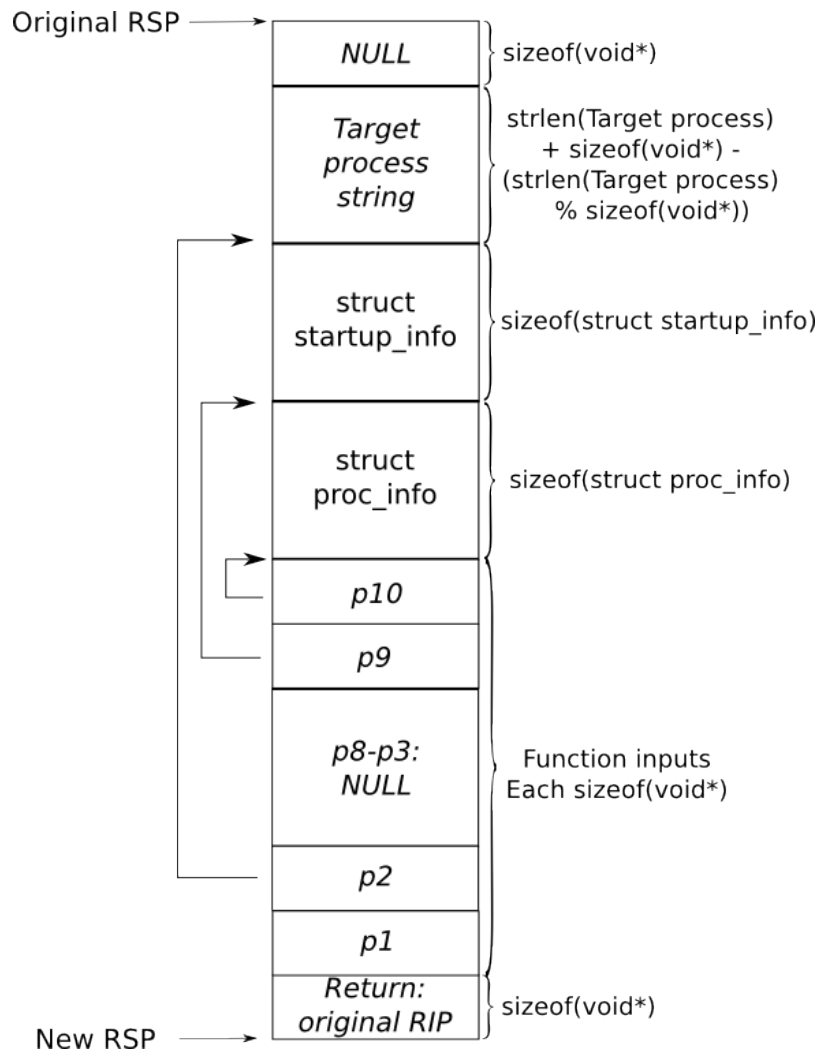 Original RSP
NULL
sizeof(void*)
Target
process
string
strlen(Target process)
+ sizeof(void*) -
(strlen(Target process)
% sizeof(void*))
struct
startup_info
sizeof(struct startup_info)
struct
proc_info
sizeof(struct proc_info)
p10
p9
p8-p3:
NULL
Function inputs
Each sizeof(void*)
p2
p1
Return:
original RIP
sizeof(void*)
New RSP